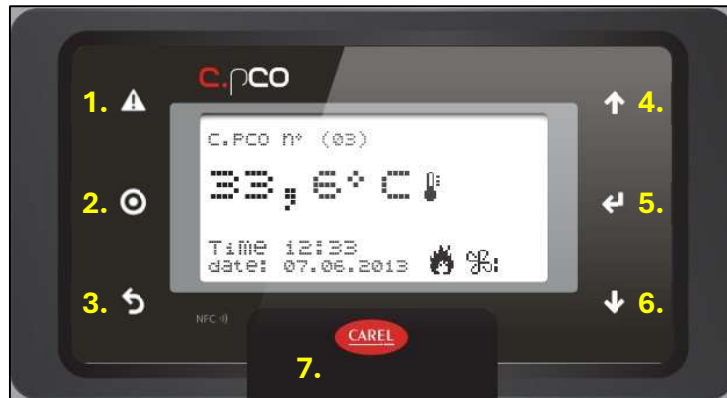 c.pCO
1.
4.
C.PCO n° (03)
33,6°C
2.
5.
Time 12:33
date: 07.06.2013
3.
6.
NFC
CAREL
7.